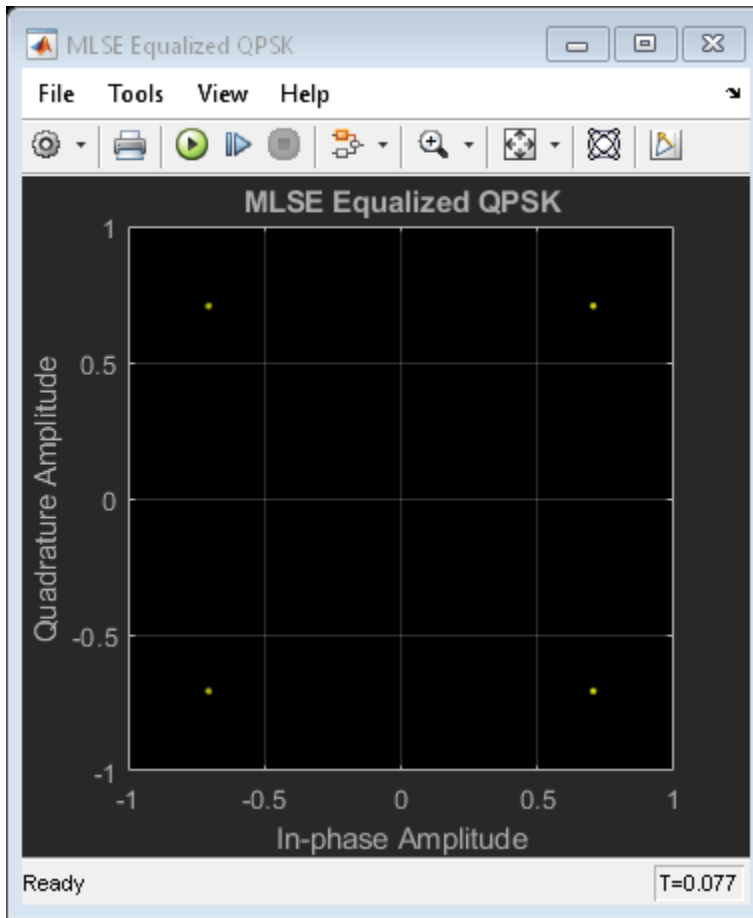 MLSE Equalized QPSK
File Tools View Help
MLSE Equalized QPSK
1
0.5
0
-0.5
-1
Quadrature Amplitude
-1 -0.5 0 0.5 1
In-phase Amplitude
Ready T=0.077